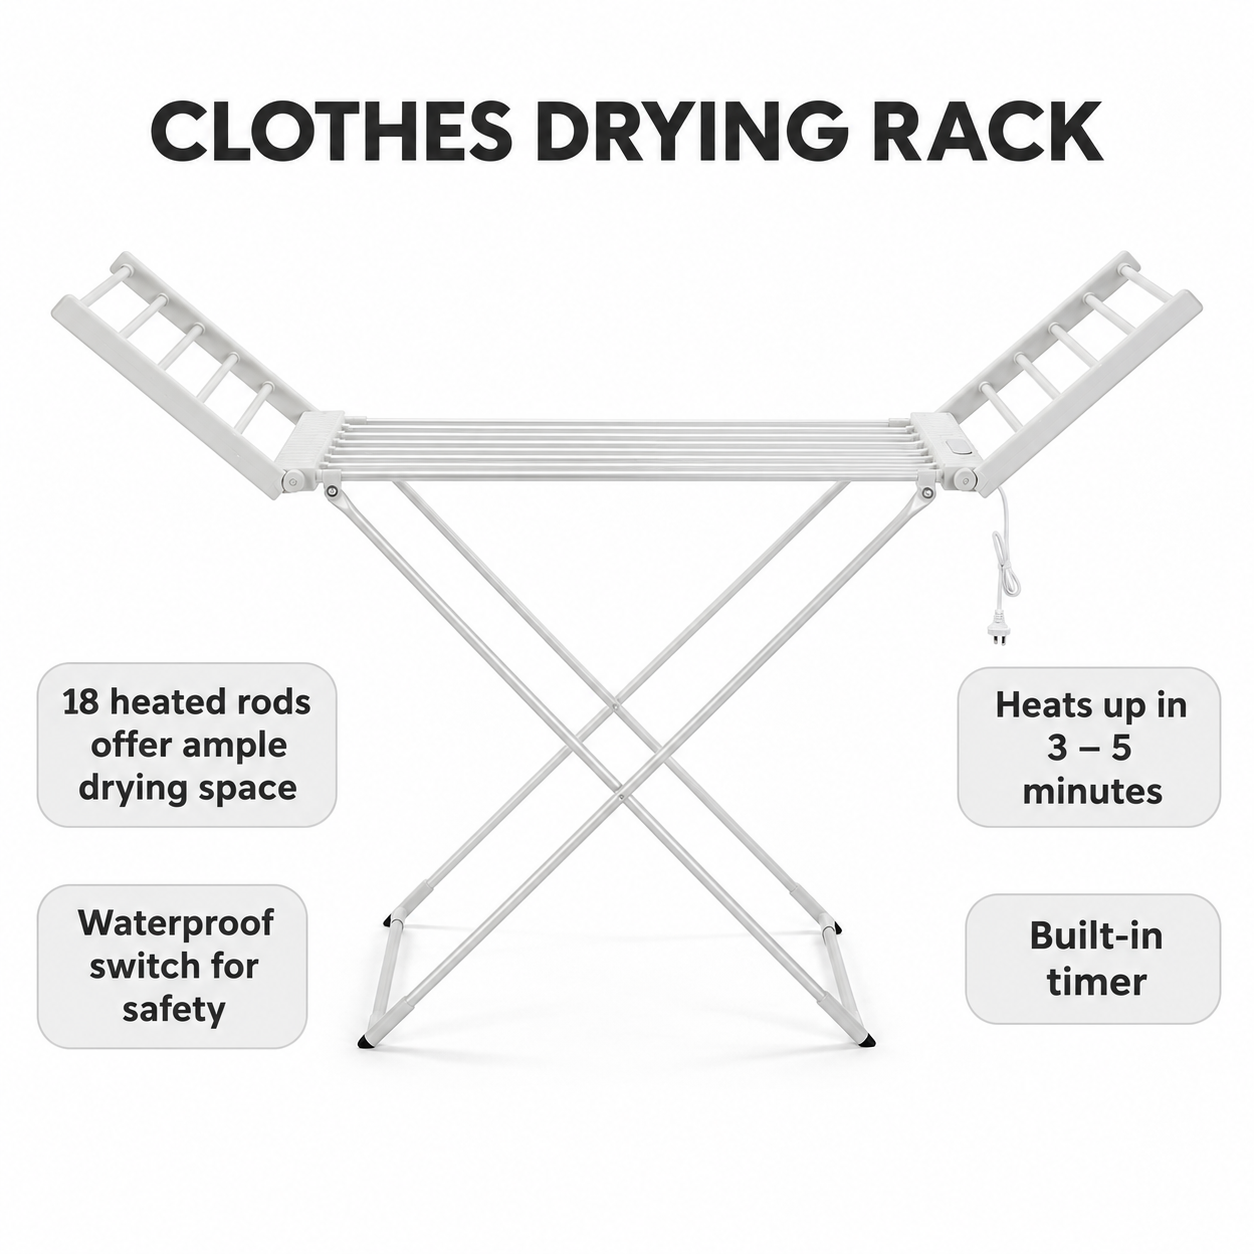 CLOTHES DRYING RACK
18 heated rods
offer ample
drying space
Heats up in
3 – 5
minutes
Waterproof
switch for
safety
Built-in
timer